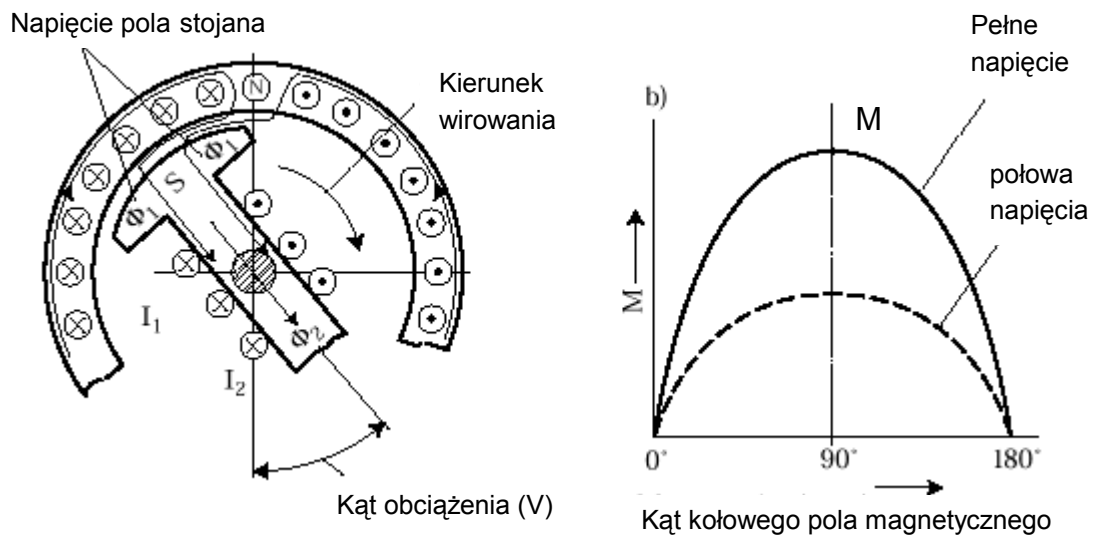 Napięcie pola stojana
N
Kierunek
wirowania
Φ1
S
Φ1
Φ2
I1
I2
Kąt obciążenia (V)
Pełne
napięcie
b)
M
połowa
napięcia
M
0°
90°
180°
Kąt kołowego pola magnetycznego